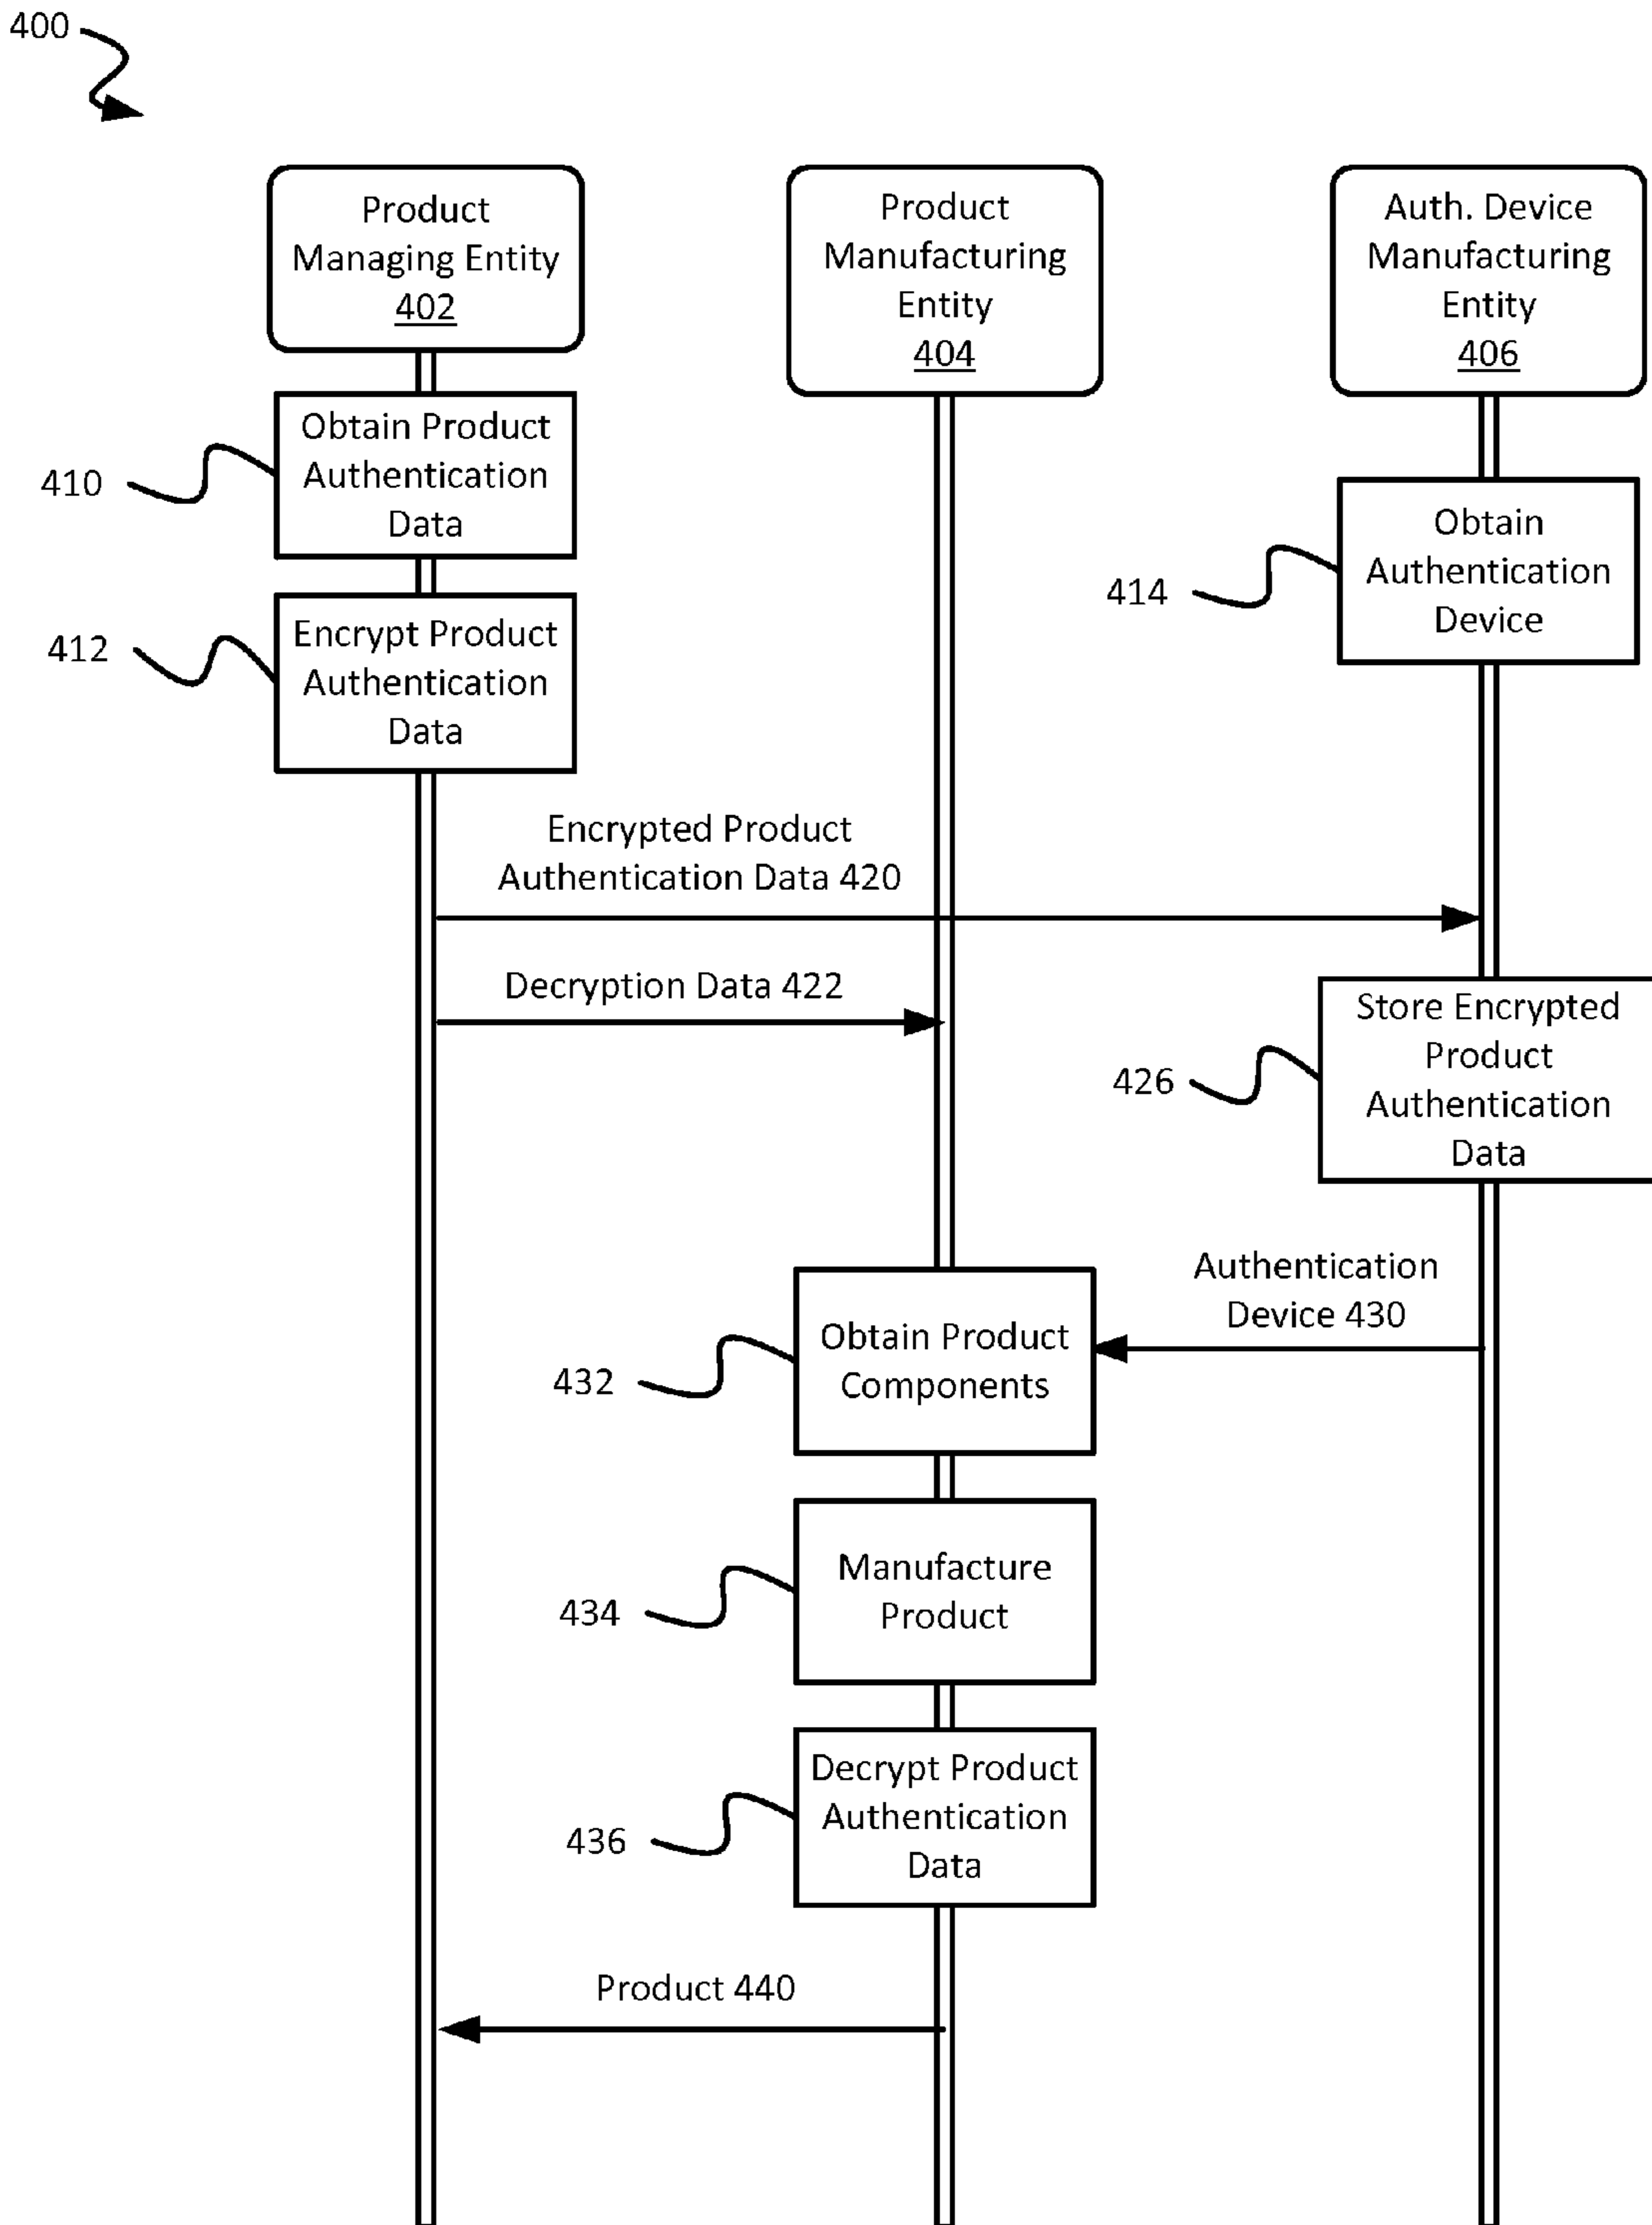 400
Product
Managing Entity
402
Product
Manufacturing
Entity
404
Auth. Device
Manufacturing
Entity
406
410
Obtain Product
Authentication
Data
414
Obtain
Authentication
Device
412
Encrypt Product
Authentication
Data
Encrypted Product
Authentication Data 420
Decryption Data 422
426
Store Encrypted
Product
Authentication
Data
Authentication
Device 430
432
Obtain Product
Components
434
Manufacture
Product
436
Decrypt Product
Authentication
Data
Product 440